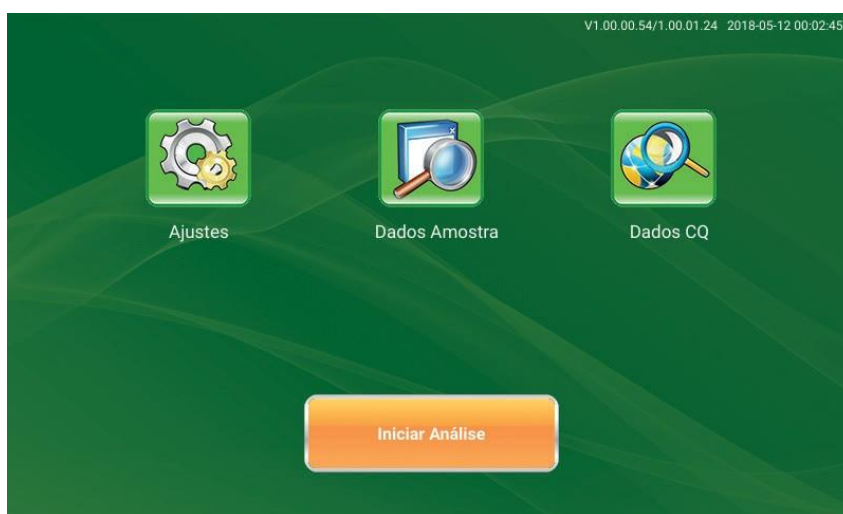 V1.00.00.54/1.00.01.24 2018-05-12 00:02:45
Ajustes
Dados Amostra
Dados CQ
Iniciar Análise